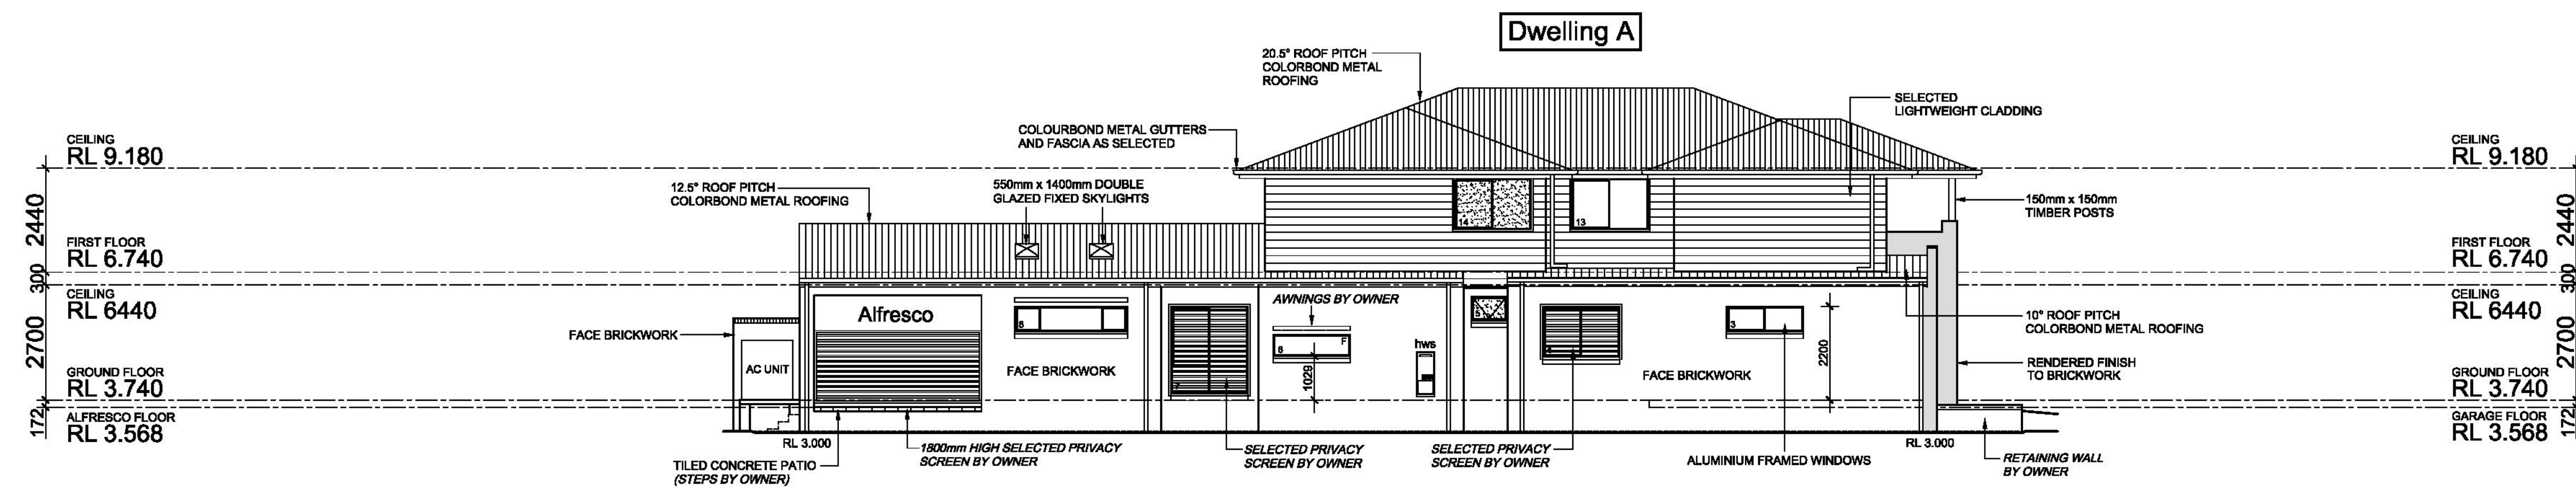 Dwelling A
20.5° ROOF PITCH
COLORBOND METAL
ROOFING
SELECTED
LIGHTWEIGHT CLADDING
COLOURBOND METAL GUTTERS
AND FASCIA AS SELECTED
CEILING
RL 9.180
CEILING
RL 9.180
12.5° ROOF PITCH
COLORBOND METAL ROOFING
550mm x 1400mm DOUBLE
GLAZED FIXED SKYLIGHTS
150mm x 150mm
TIMBER POSTS
2440
2440
14
13
FIRST FLOOR
RL 6.740
FIRST FLOOR
RL 6.740
300
300
CEILING
RL 6440
CEILING
RL 6440
Alfresco
AWNINGS BY OWNER
10° ROOF PITCH
COLORBOND METAL ROOFING
FACE BRICKWORK
8
6
F
hws
5
4
3
2700
2700
2200
1029
AC UNIT
FACE BRICKWORK
FACE BRICKWORK
RENDERED FINISH
TO BRICKWORK
GROUND FLOOR
RL 3.740
GROUND FLOOR
RL 3.740
7
172
172
ALFRESCO FLOOR
RL 3.568
GARAGE FLOOR
RL 3.568
RL 3.000
RL 3.000
TILED CONCRETE PATIO
(STEPS BY OWNER)
1800mm HIGH SELECTED PRIVACY
SCREEN BY OWNER
SELECTED PRIVACY
SCREEN BY OWNER
SELECTED PRIVACY
SCREEN BY OWNER
ALUMINIUM FRAMED WINDOWS
RETAINING WALL
BY OWNER